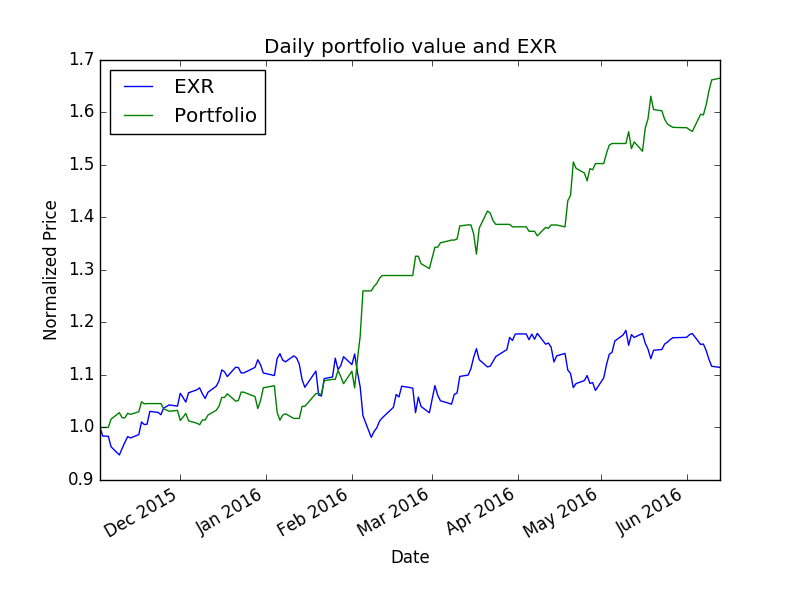 Daily portfolio value and EXR
1.7
1.6
1.5
1.4
1.3
1.2
1.1
1.0
0.9
Normalized Price
EXR
Portfolio
Dec 2015
Jan 2016
Feb 2016
Mar 2016
Apr 2016
May 2016
Jun 2016
Date